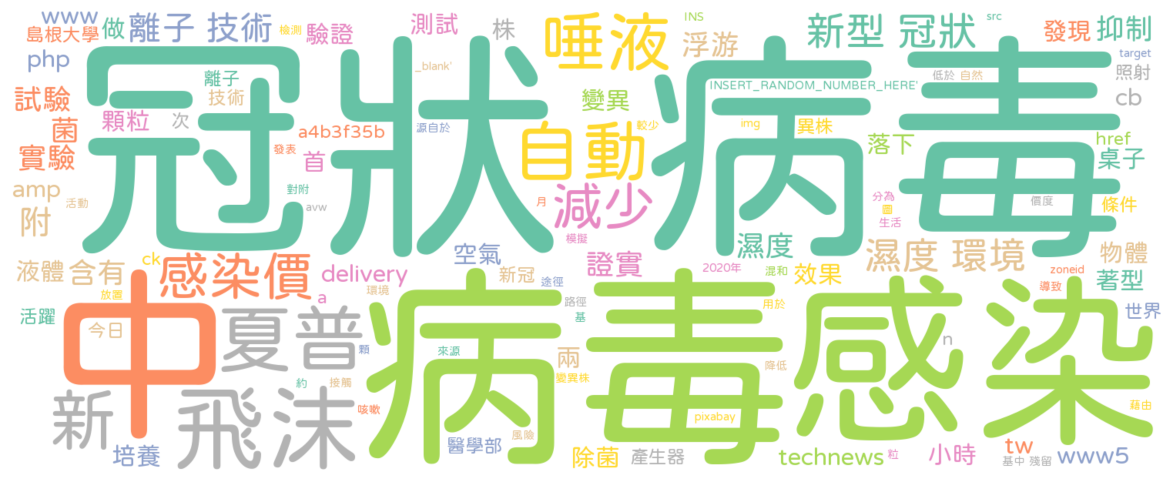 www 做 離子 技術 檢測 測試 株 唾液 INS 新型 冠狀 src 發現 抑制
島根大學 驗證 浮游 target
php 離子 冠狀病毒 _blank' INSERT_RANDOM_NUMBER_HERE' 低於 自然 照射
試驗 技術 變異 cb
顆粒 次 a4b3f35b 源自於 自動 較少 img 異株 落下 href
菌 發表 桌子
實驗 首
amp 附 活動 對附 avw 減少 月 分為 圖 生活 價度 條件
模擬 濕度
液體 含有 ck 感染價 delivery 空氣 新冠 途徑 證實 2020年 混和 效果 濕度 環境 zoneid 物體
放置 a 環境 路徑 用於 導致 著型
活躍 今日 中 夏普 基 病毒感染 世界
顆 來源 兩 n
約 接觸 變異株 降低
新 飛沫 咳嗽 pixabay 藉由
培養 醫學部 風險 除菌 產生器 technews 粒 小時 tw 基中 殘留 www5